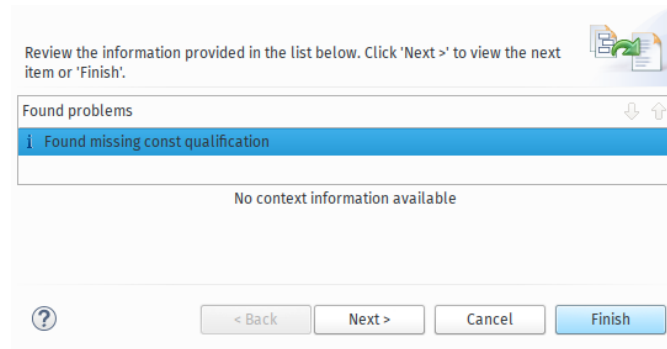 Review the information provided in the list below. Click 'Next >' to view the next
item or 'Finish'.
Found problems
i Found missing const qualification
No context information available
? < Back Next > Cancel Finish